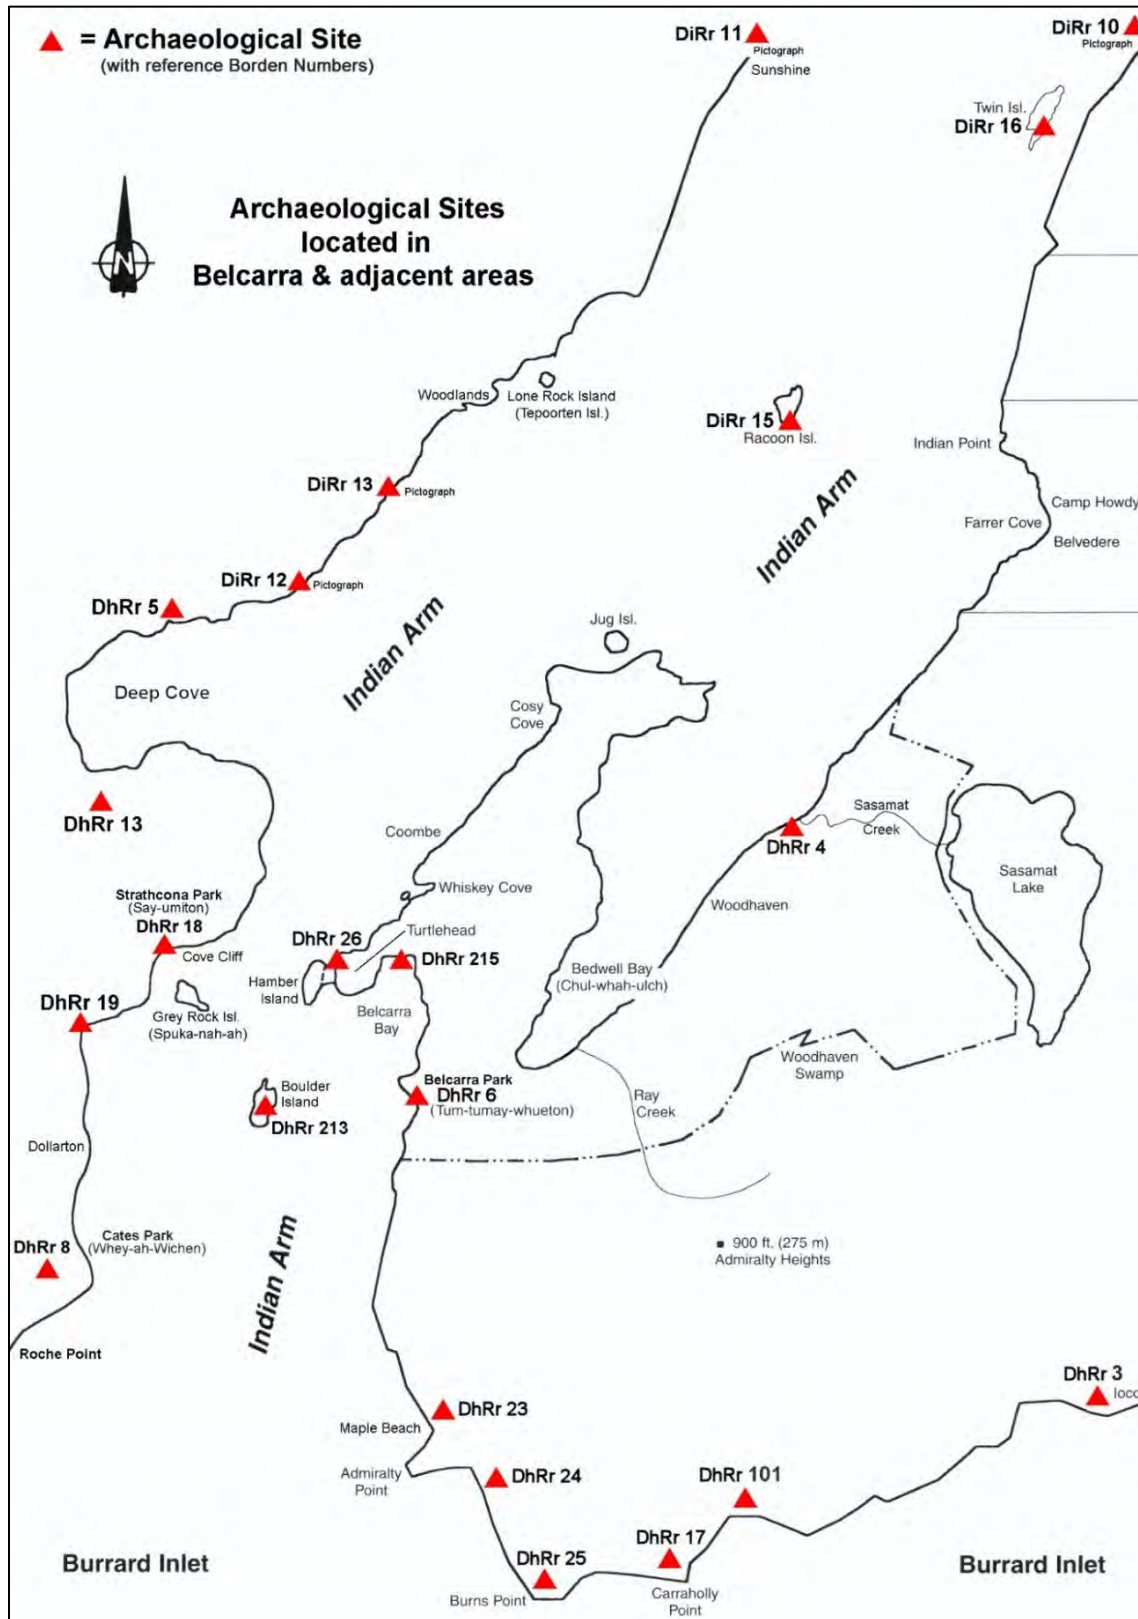 = Archaeological Site
(with reference Borden Numbers)
DiRr 11
Pictograph
Sunshine
DiRr 10
Pictograph
Twin Isl.
DiRr 16
N
Archaeological Sites
located in
Belcarra & adjacent areas
Woodlands
Lone Rock Island
(Tepoorten Isl.)
DiRr 15
Racoon Isl.
Indian Point
DiRr 13
Pictograph
Indian Arm
Camp Howdy
Farrer Cove
Belvedere
DiRr 12
Pictograph
DhRr 5
Indian Arm
Jug Isl.
Deep Cove
Cosy
Cove
DhRr 13
Coombe
Sasamat
Creek
DhRr 4
Sasamat
Lake
Whiskey Cove
Woodhaven
Strathcona Park
(Say-umiton)
DhRr 18
Cove Cliff
DhRr 26
Turtlehead
DhRr 215
Hamber
Island
Bedwell Bay
(Chul-whah-ulch)
DhRr 19
Grey Rock Isl.
(Spuka-nah-ah)
Belcarra
Bay
Woodhaven
Swamp
Boulder
Island
DhRr 213
Belcarra Park
DhRr 6
(Tum-tumay-whueton)
Ray
Creek
Dollarton
Cates Park
(Whey-ah-Wichen)
DhRr 8
900 ft. (275 m)
Admiralty Heights
Indian Arm
Roche Point
DhRr 3
Ioco
DhRr 23
Maple Beach
Admiralty
Point
DhRr 24
DhRr 101
DhRr 17
DhRr 25
Burrard Inlet
Burns Point
Carraholly
Point
Burrard Inlet